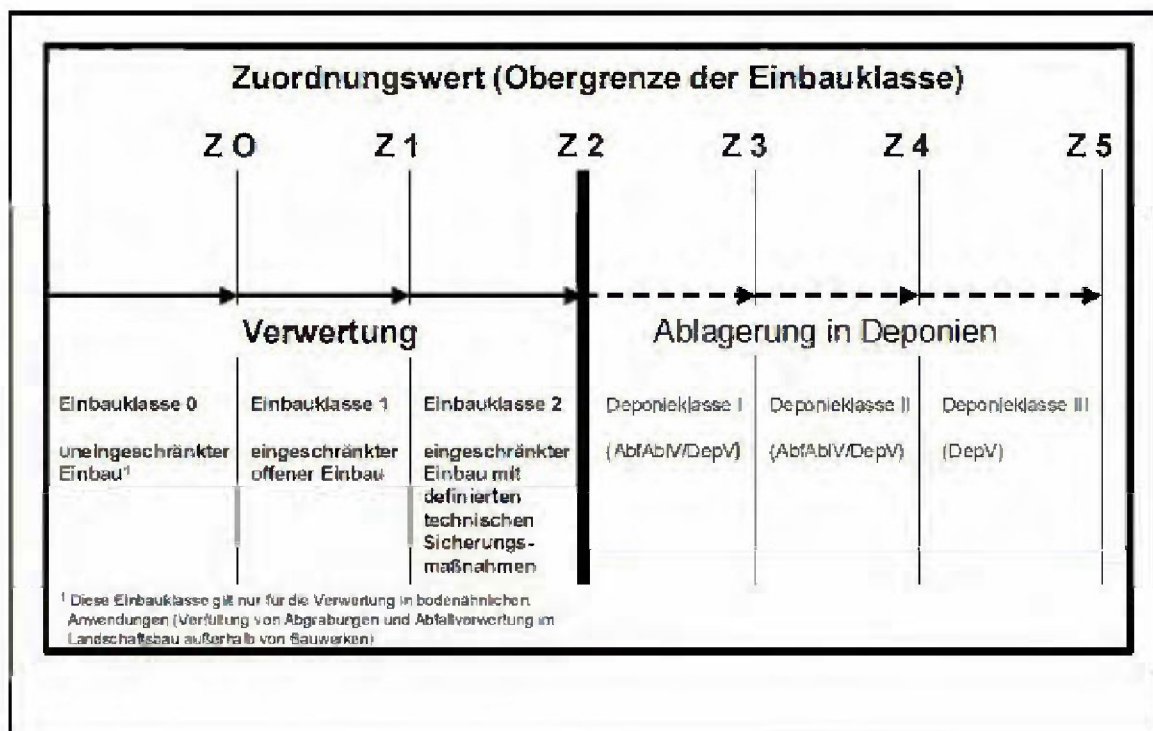 Zuordnungswert (Obergrenze der Einbauklasse)
Z 0 Z 1 Z 2 Z 3 Z 4 Z 5
Verwertung Ablagerung in Deponien
Einbauklasse 0 Einbauklasse 1 Einbauklasse 2 Deponieklasse I Deponieklasse II Deponieklasse III
uneingeschränkter Einbau¹
eingeschränkter offener Einbau
eingeschränkter
Einbau mit
definierten
technischen
Sicherungs-
maßnahmen
(AbfAblV/DepV) (AbfAblV/DepV) (DepV)
¹ Diese Einbauklasse gilt nur für die Verwertung in bodenähnlichen
Anwendungen (Verfüllung von Abgrabungen und Abfallverwertung im
Landschaftsbau außerhalb von Bauwerken)